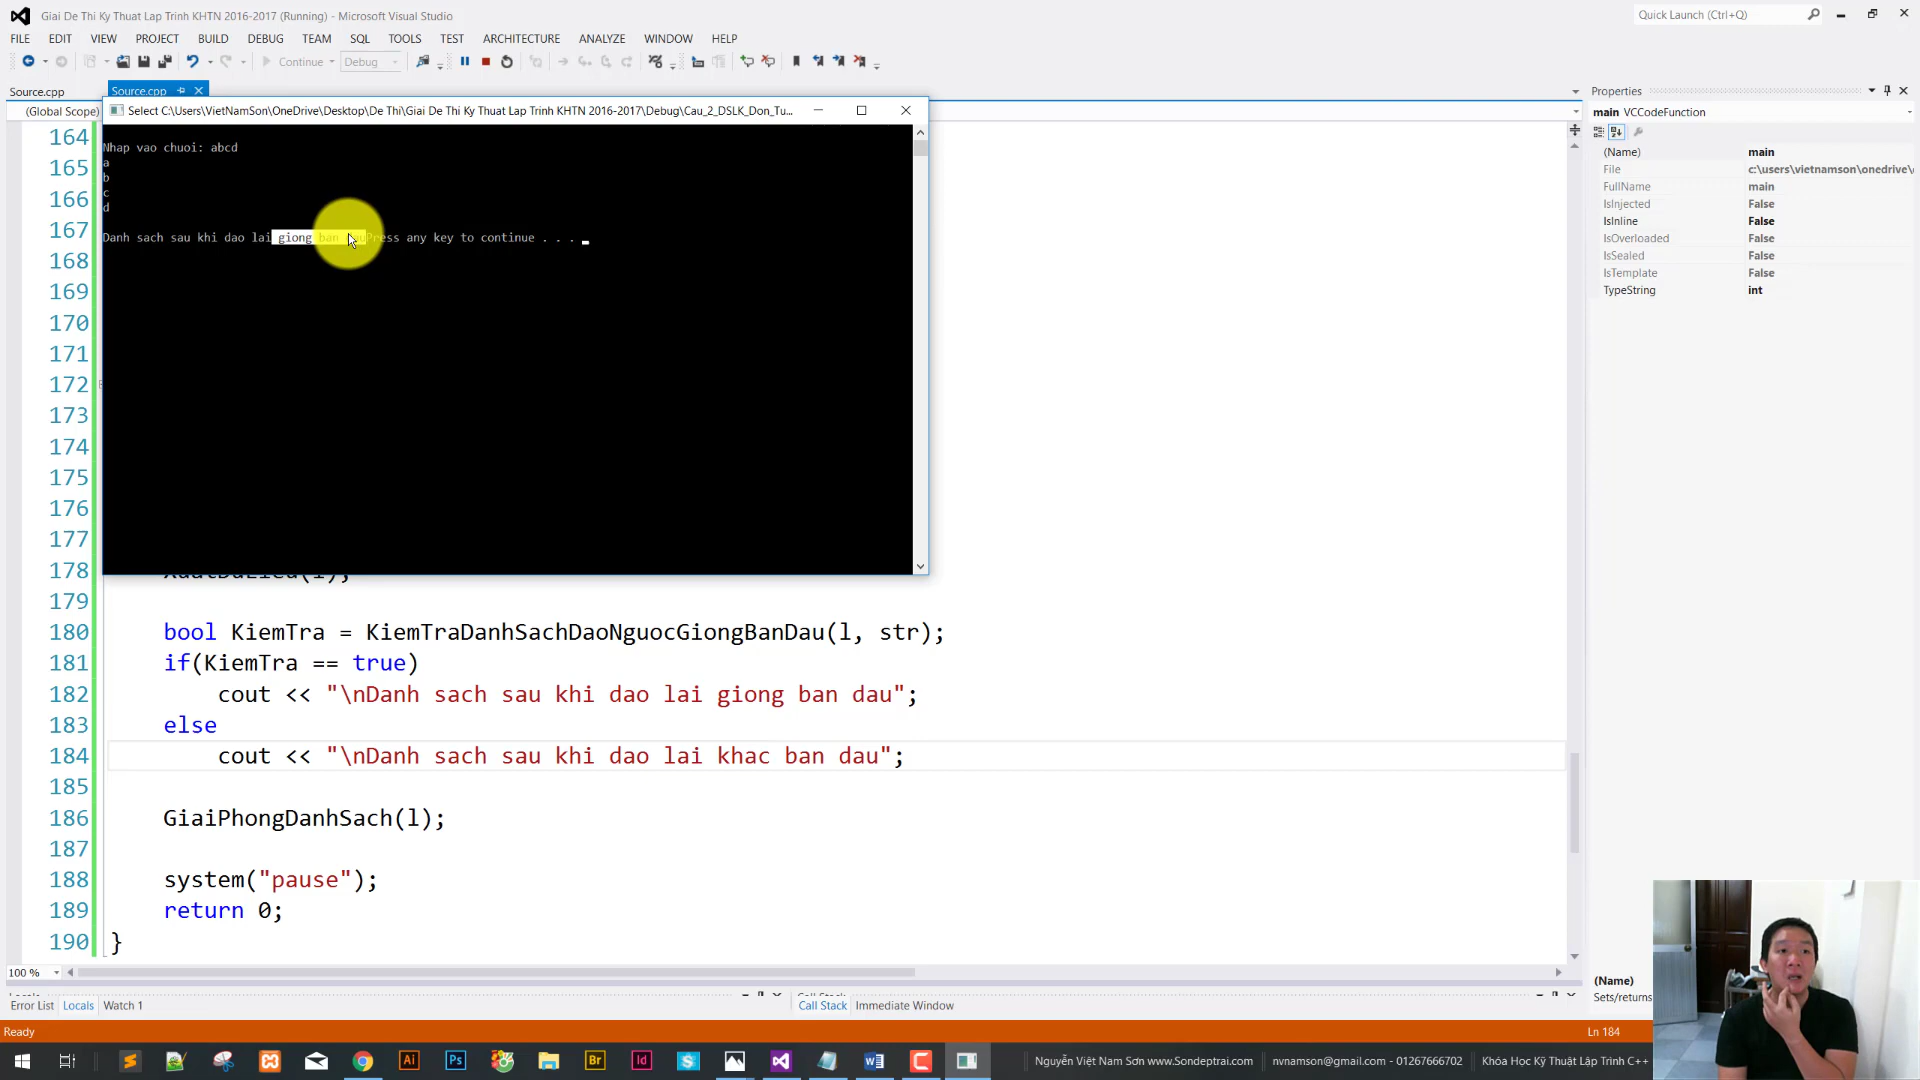 Giai De Thi Ky Thuat Lap Trinh KHTN 2016-2017 (Running) - Microsoft Visual Studio
Quick Launch (Ctrl+Q)
FILE EDIT VIEW PROJECT BUILD DEBUG TEAM SQL TOOLS TEST ARCHITECTURE ANALYZE WINDOW HELP
Continue Debug
Source.cpp Source.cpp
(Global Scope)
Select C:\Users\VietNamSon\OneDrive\Desktop\De Thi\Giai De Thi Ky Thuat Lap Trinh KHTN 2016-2017\Debug\Cau_2_DSLK_Don_Tu...
Nhap vao chuoi: abcd
a
b
c
d
Danh sach sau khi dao lai giong ban Press any key to continue . . .
164
165
166
167
168
169
170
171
172
173
174
175
176
177
178
179
180 bool KiemTra = KiemTraDanhSachDaoNguocGiongBanDau(l, str);
181 if(KiemTra == true)
182 cout << "\nDanh sach sau khi dao lai giong ban dau";
183 else
184 cout << "\nDanh sach sau khi dao lai khac ban dau";
185
186 GiaiPhongDanhSach(l);
187
188 system("pause");
189 return 0;
190 }
100 %
Properties
main VCCodeFunction
(Name) main
File c:\users\vietnamson\onedrive\
FullName main
IsInjected False
IsInline False
IsOverloaded False
IsSealed False
IsTemplate False
TypeString int
(Name)
Sets/returns
Error List Locals Watch 1
Call Stack Immediate Window
Ready
Ln 184
Nguyễn Việt Nam Sơn www.Sondeptrai.com
nvnamson@gmail.com - 01267666702
Khóa Học Kỹ Thuật Lập Trình C++